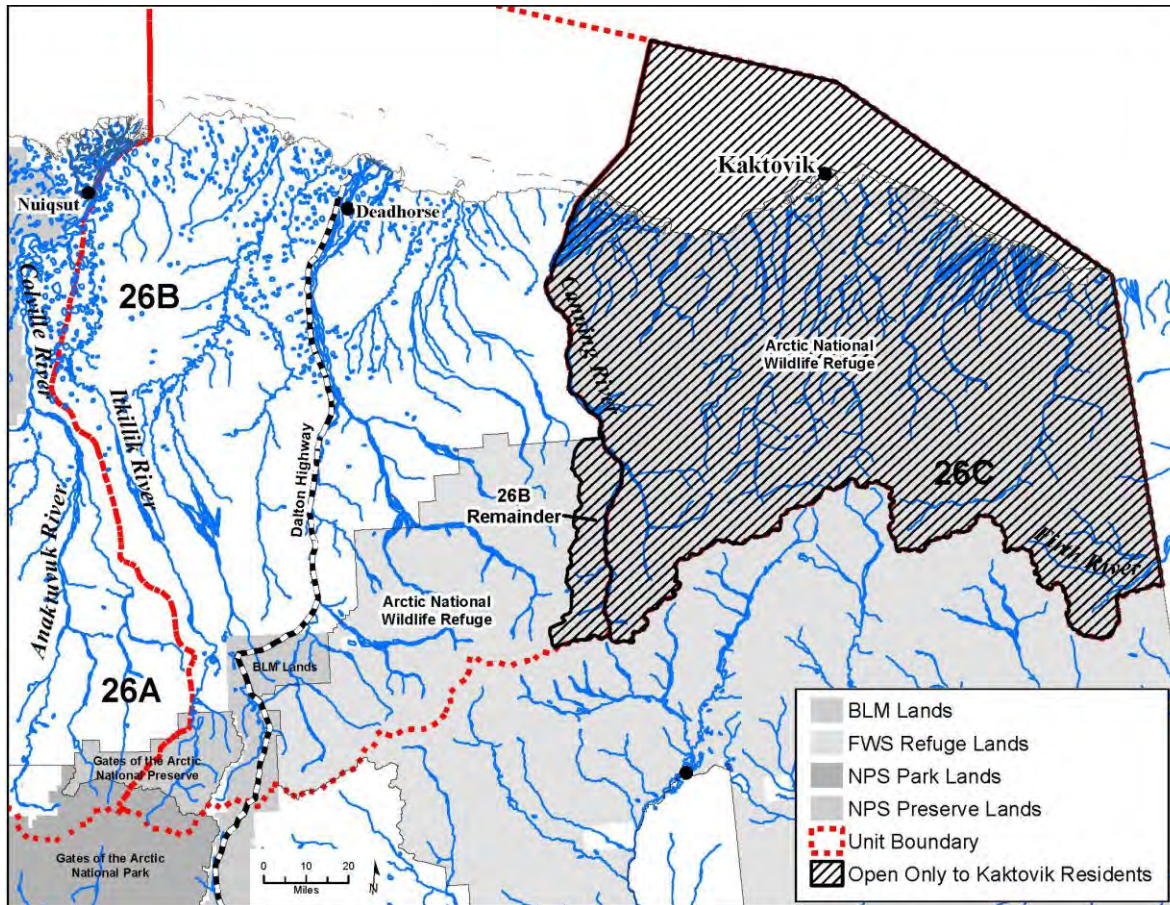 Kaktovik
Nuiqsut
Deadhorse
26B
Colville River
Canning River
Arctic National
Wildlife Refuge
Itkillik River
Dalton Highway
26C
26B
Remainder
Anaktuvuk River
Firth River
Arctic National
Wildlife Refuge
BLM Lands
26A
Gates of the Arctic
National Preserve
Gates of the Arctic
National Park
0 10 20
Miles
N
BLM Lands
FWS Refuge Lands
NPS Park Lands
NPS Preserve Lands
Unit Boundary
Open Only to Kaktovik Residents